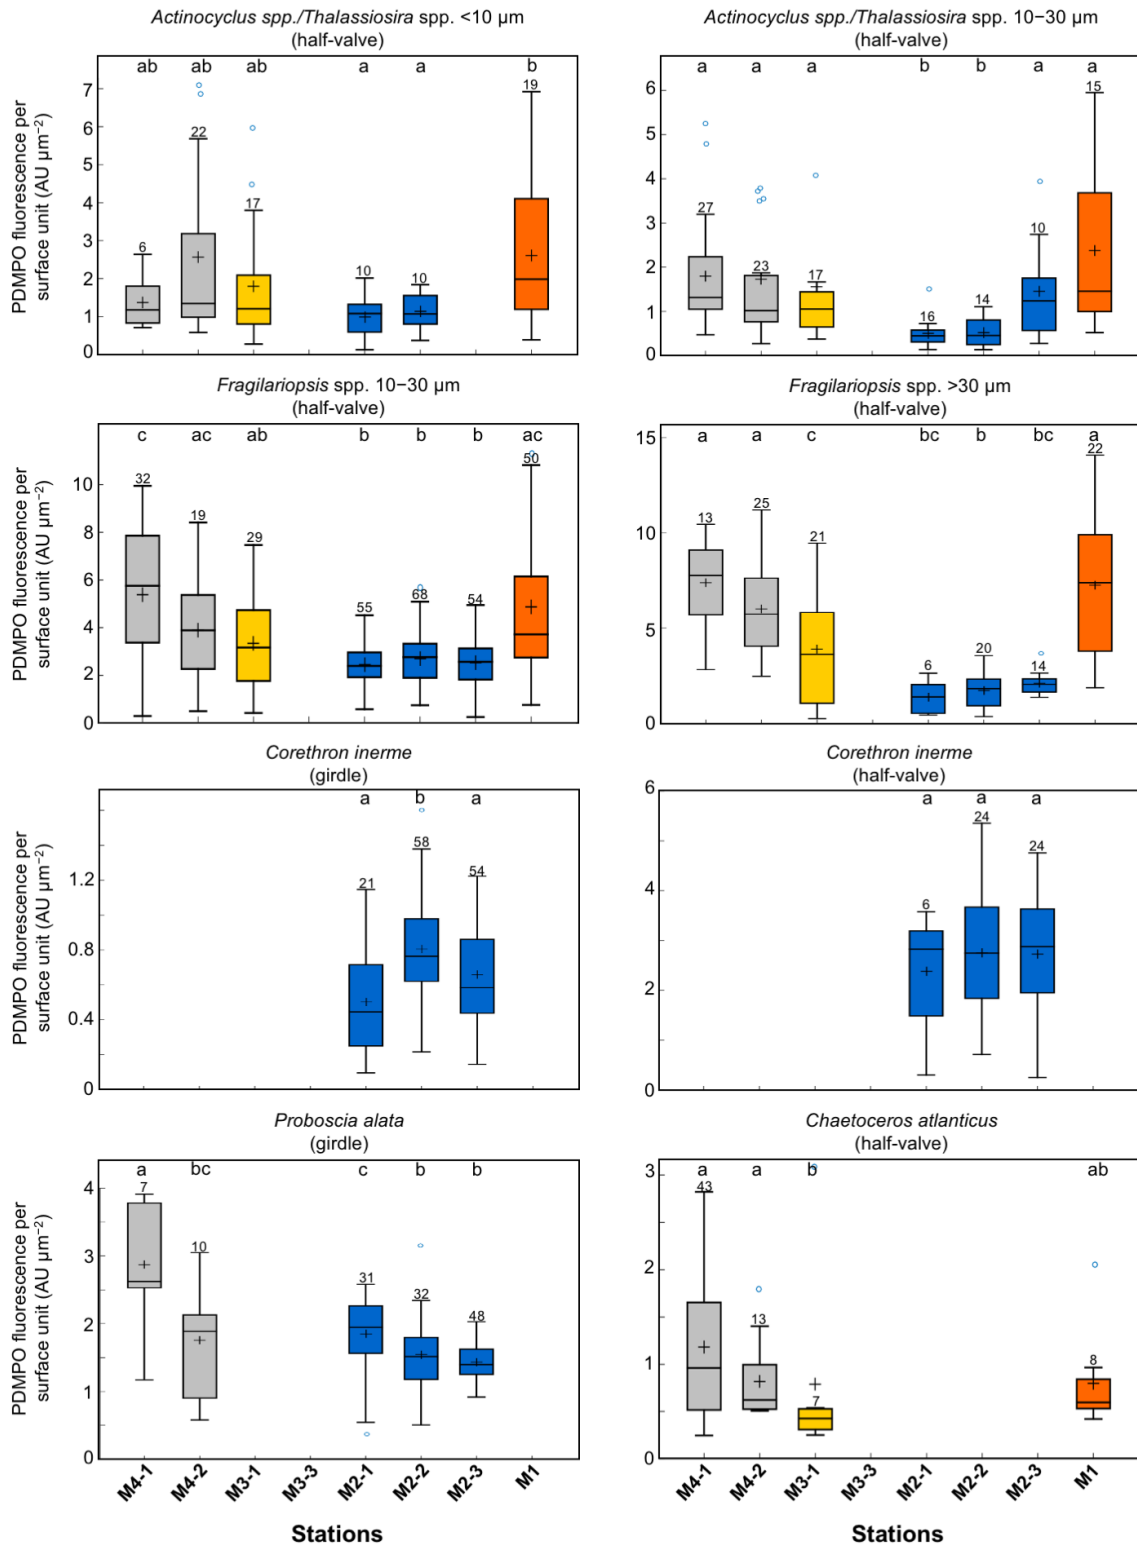 Actinocyclus spp./Thalassiosira spp. <10 µm
(half-valve)
Actinocyclus spp./Thalassiosira spp. 10−30 µm
(half-valve)
PDMPO fluorescence per
surface unit (AU µm−2)
7
6
5
4
3
2
1
0
ab ab ab a a b
6 22 17 10 10 19
6
5
4
3
2
1
0
a a a b b a a
27 23 17 16 14 10 15
Fragilariopsis spp. 10−30 µm
(half-valve)
Fragilariopsis spp. >30 µm
(half-valve)
PDMPO fluorescence per
surface unit (AU µm−2)
10
8
6
4
2
0
c ac ab b b b ac
32 19 29 55 68 54 50
15
10
5
0
a a c bc b bc a
13 25 21 6 20 14 22
Corethron inerme
(girdle)
Corethron inerme
(half-valve)
PDMPO fluorescence per
surface unit (AU µm−2)
1.2
0.8
0.4
0
a b a
21 58 54
6
4
2
0
a a a
6 24 24
Proboscia alata
(girdle)
Chaetoceros atlanticus
(half-valve)
PDMPO fluorescence per
surface unit (AU µm−2)
4
3
2
1
0
a bc c b b
7 10 31 32 48
3
2
1
0
a a b ab
43 13 7 8
M4-1 M4-2 M3-1 M3-3 M2-1 M2-2 M2-3 M1
M4-1 M4-2 M3-1 M3-3 M2-1 M2-2 M2-3 M1
Stations
Stations